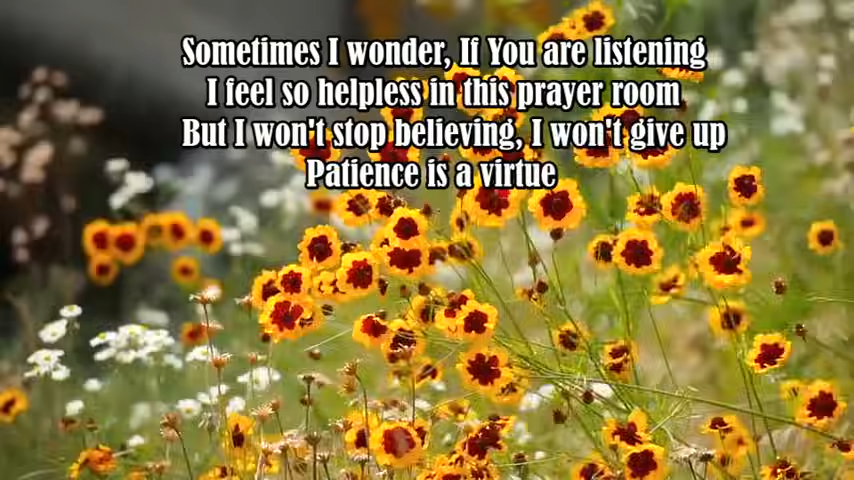 Sometimes I wonder, If You are listening
I feel so helpless in this prayer room
But I won't stop believing, I won't give up
Patience is a virtue